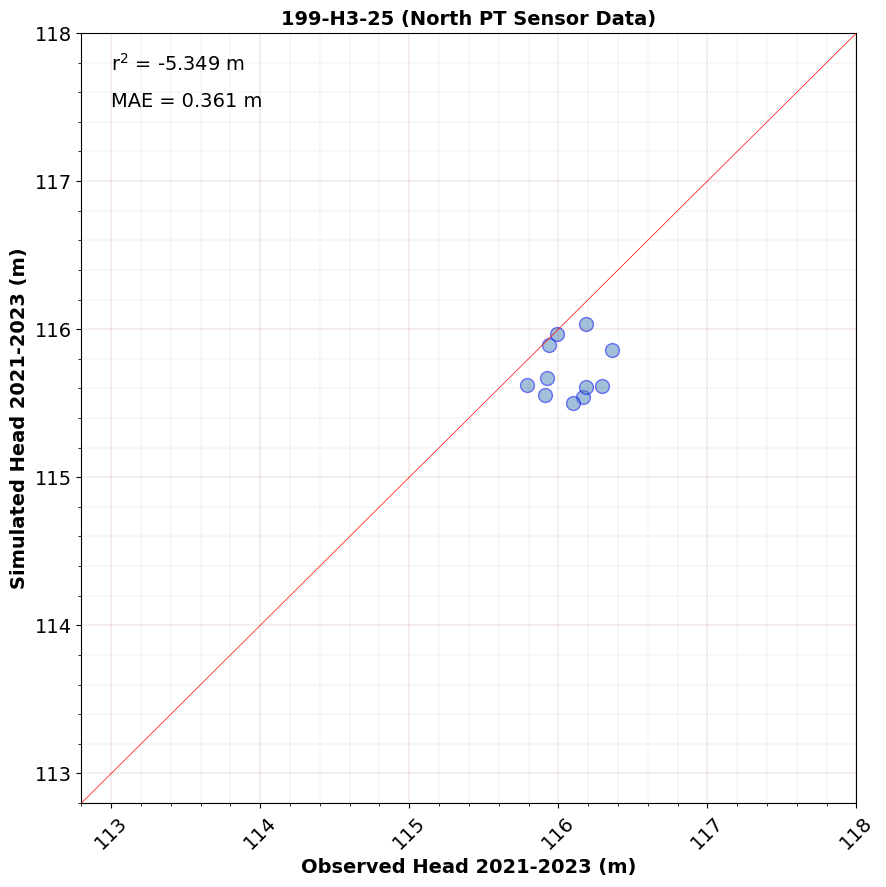 199-H3-25 (North PT Sensor Data)
r² = -5.349 m
MAE = 0.361 m
118
117
116
115
114
113
Simulated Head 2021-2023 (m)
113
114
115
116
117
118
Observed Head 2021-2023 (m)